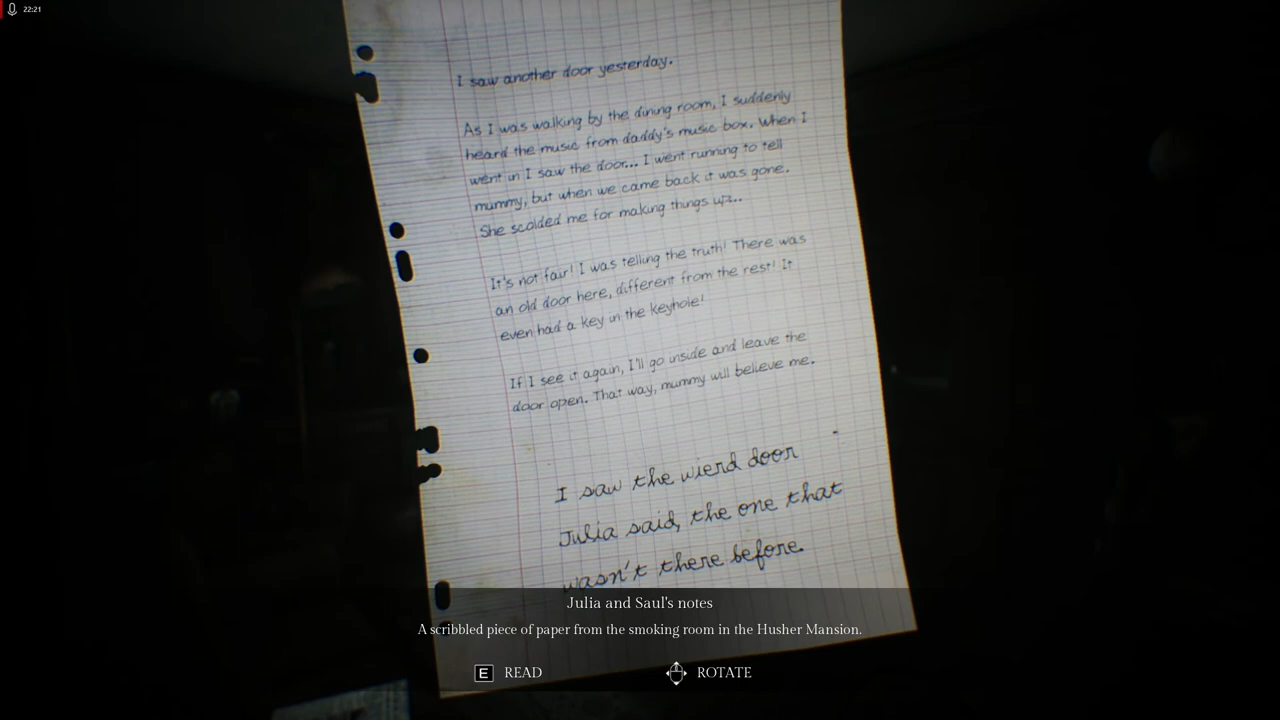 22:21
I saw another door yesterday.
As I was walking by the dining room, I suddenly
heard the music from daddy's music box. When I
went in I saw the door... I went running to tell
mummy, but when we came back it was gone.
She scolded me for making things up...
It's not fair! I was telling the truth! There was
an old door here, different from the rest! It
even had a key in the keyhole!
If I see it again, I'll go inside and leave the
door open. That way, mummy will believe me.
I saw the wierd door
Julia said, the one that
wasn't there before.
Julia and Saul's notes
A scribbled piece of paper from the smoking room in the Husher Mansion.
E READ ROTATE